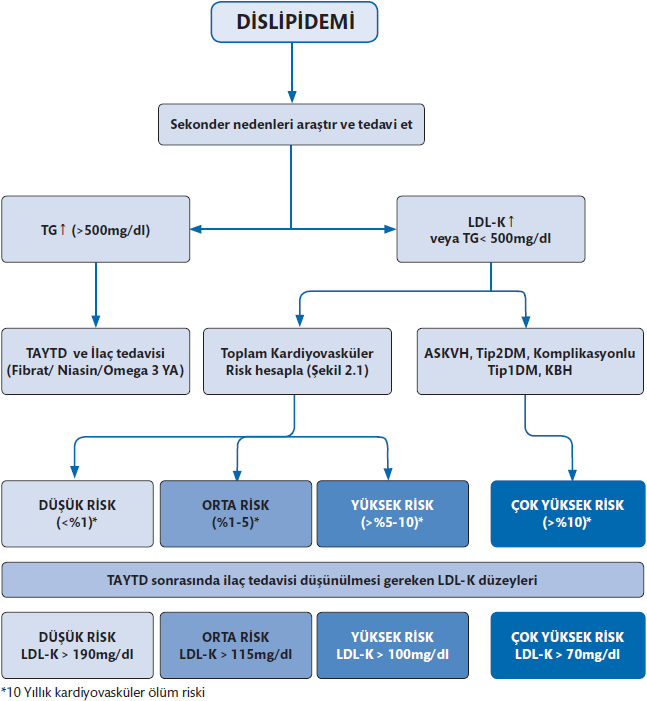 DİSLİPİDEMİ
Sekonder nedenleri araştır ve tedavi et
TG↑ (>500mg/dl)
LDL-K↑
veya TG< 500mg/dl
TAYTD ve İlaç tedavisi
(Fibrat/ Niasin/Omega 3 YA)
Toplam Kardiyovasküler
Risk hesapla (Şekil 2.1)
ASKVH, Tip2DM, Komplikasyonlu
Tip1DM, KBH
DÜŞÜK RİSK
(<%1)*
ORTA RİSK
(%1-5)*
YÜKSEK RİSK
(>%5-10)*
ÇOK YÜKSEK RİSK
(>%10)*
TAYTD sonrasında ilaç tedavisi düşünülmesi gereken LDL-K düzeyleri
DÜŞÜK RİSK
LDL-K > 190mg/dl
ORTA RİSK
LDL-K > 115mg/dl
YÜKSEK RİSK
LDL-K > 100mg/dl
ÇOK YÜKSEK RİSK
LDL-K > 70mg/dl
*10 Yıllık kardiyovasküler ölüm riski